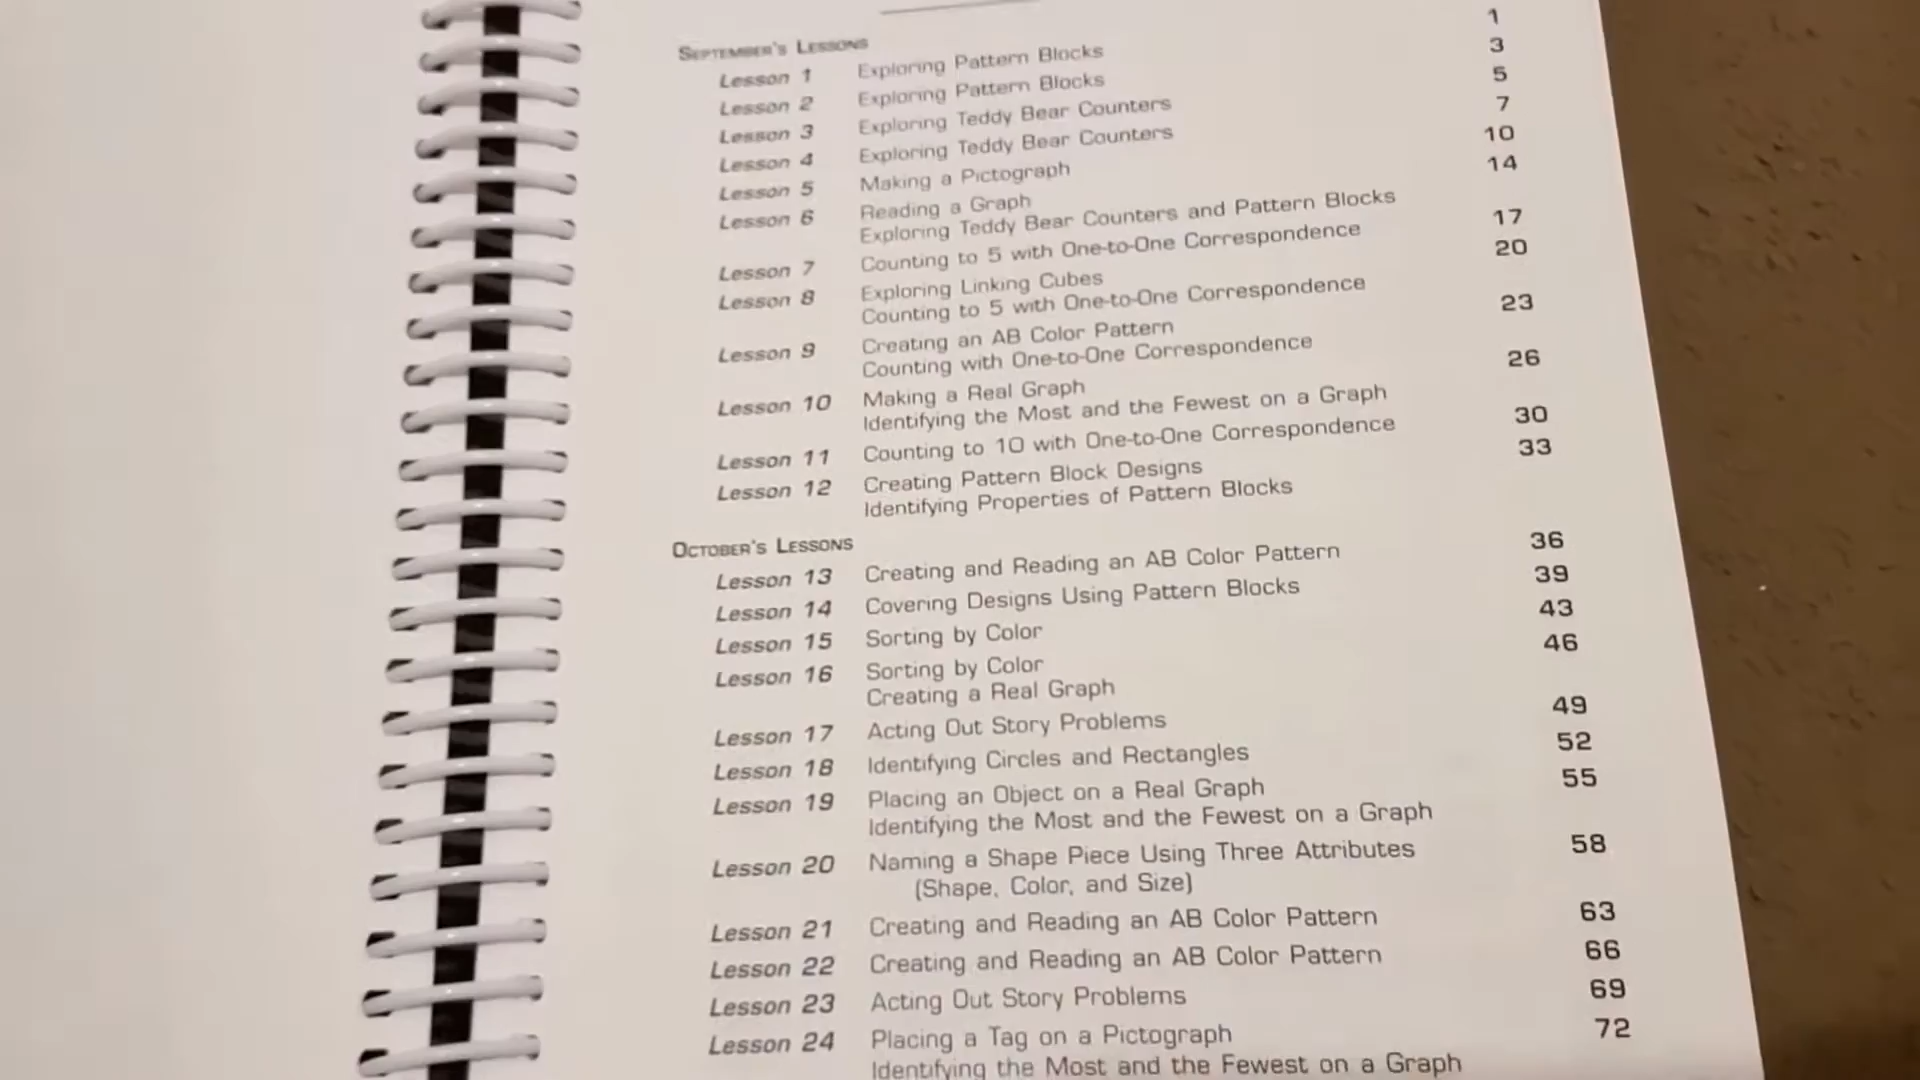 SEPTEMBER'S LESSONS
Lesson 1 Exploring Pattern Blocks 1
Lesson 2 Exploring Pattern Blocks 3
Lesson 3 Exploring Teddy Bear Counters 5
Lesson 4 Exploring Teddy Bear Counters 7
Lesson 5 Making a Pictograph 10
Lesson 6 Reading a Graph 14
Exploring Teddy Bear Counters and Pattern Blocks
Lesson 7 Counting to 5 with One-to-One Correspondence 17
Lesson 8 Exploring Linking Cubes 20
Counting to 5 with One-to-One Correspondence
Lesson 9 Creating an AB Color Pattern 23
Counting with One-to-One Correspondence
Lesson 10 Making a Real Graph 26
Identifying the Most and the Fewest on a Graph
Lesson 11 Counting to 10 with One-to-One Correspondence 30
Lesson 12 Creating Pattern Block Designs 33
Identifying Properties of Pattern Blocks
OCTOBER'S LESSONS
Lesson 13 Creating and Reading an AB Color Pattern 36
Lesson 14 Covering Designs Using Pattern Blocks 39
Lesson 15 Sorting by Color 43
Lesson 16 Sorting by Color 46
Creating a Real Graph
Lesson 17 Acting Out Story Problems 49
Lesson 18 Identifying Circles and Rectangles 52
Lesson 19 Placing an Object on a Real Graph 55
Identifying the Most and the Fewest on a Graph
Lesson 20 Naming a Shape Piece Using Three Attributes 58
(Shape, Color, and Size)
Lesson 21 Creating and Reading an AB Color Pattern 63
Lesson 22 Creating and Reading an AB Color Pattern 66
Lesson 23 Acting Out Story Problems 69
Lesson 24 Placing a Tag on a Pictograph 72
Identifying the Most and the Fewest on a Graph